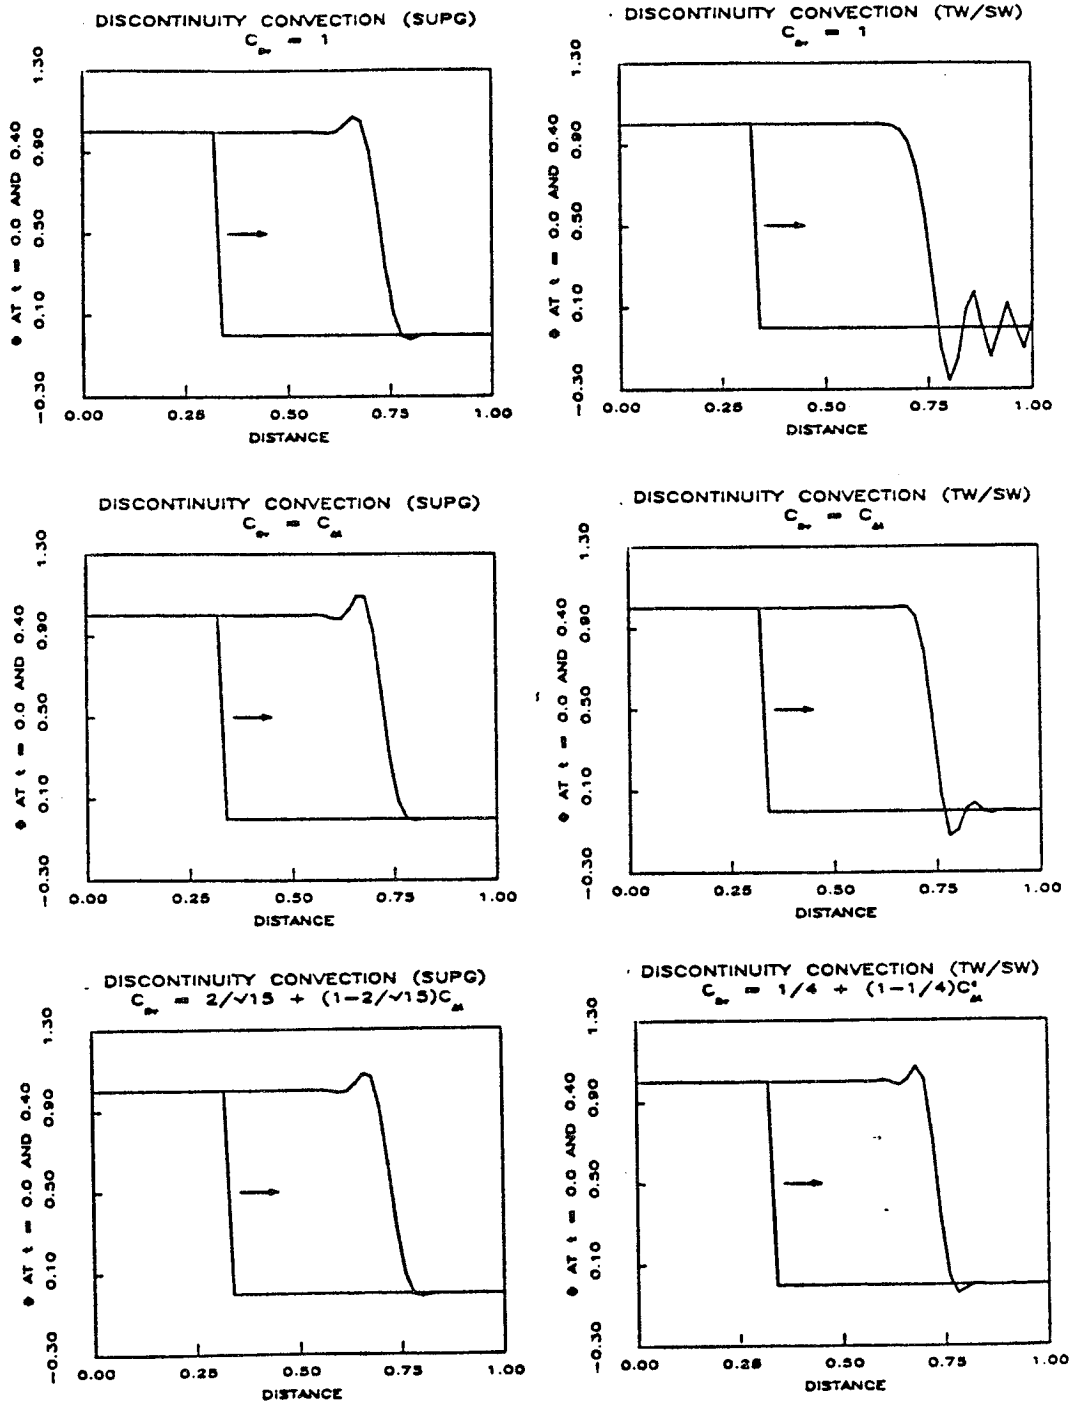 DISCONTINUITY CONVECTION (SUPG)
C = 1
Φ AT t = 0.0 AND 0.40
1.30
0.90
0.50
0.10
-0.30
0.00 0.25 0.50 0.75 1.00
DISTANCE
DISCONTINUITY CONVECTION (TW/SW)
C = 1
Φ AT t = 0.0 AND 0.40
1.30
0.90
0.50
0.10
-0.30
0.00 0.25 0.50 0.75 1.00
DISTANCE
DISCONTINUITY CONVECTION (SUPG)
C = C
Φ AT t = 0.0 AND 0.40
1.30
0.90
0.50
0.10
-0.30
0.00 0.25 0.50 0.75 1.00
DISTANCE
DISCONTINUITY CONVECTION (TW/SW)
C = C
Φ AT t = 0.0 AND 0.40
1.30
0.90
0.50
0.10
-0.30
0.00 0.25 0.50 0.75 1.00
DISTANCE
DISCONTINUITY CONVECTION (SUPG)
C = 2/√15 + (1-2/√15)C
Φ AT t = 0.0 AND 0.40
1.30
0.90
0.50
0.10
-0.30
0.00 0.25 0.50 0.75 1.00
DISTANCE
DISCONTINUITY CONVECTION (TW/SW)
C = 1/4 + (1-1/4)C
Φ AT t = 0.0 AND 0.40
1.30
0.90
0.50
0.10
-0.30
0.00 0.25 0.50 0.75 1.00
DISTANCE